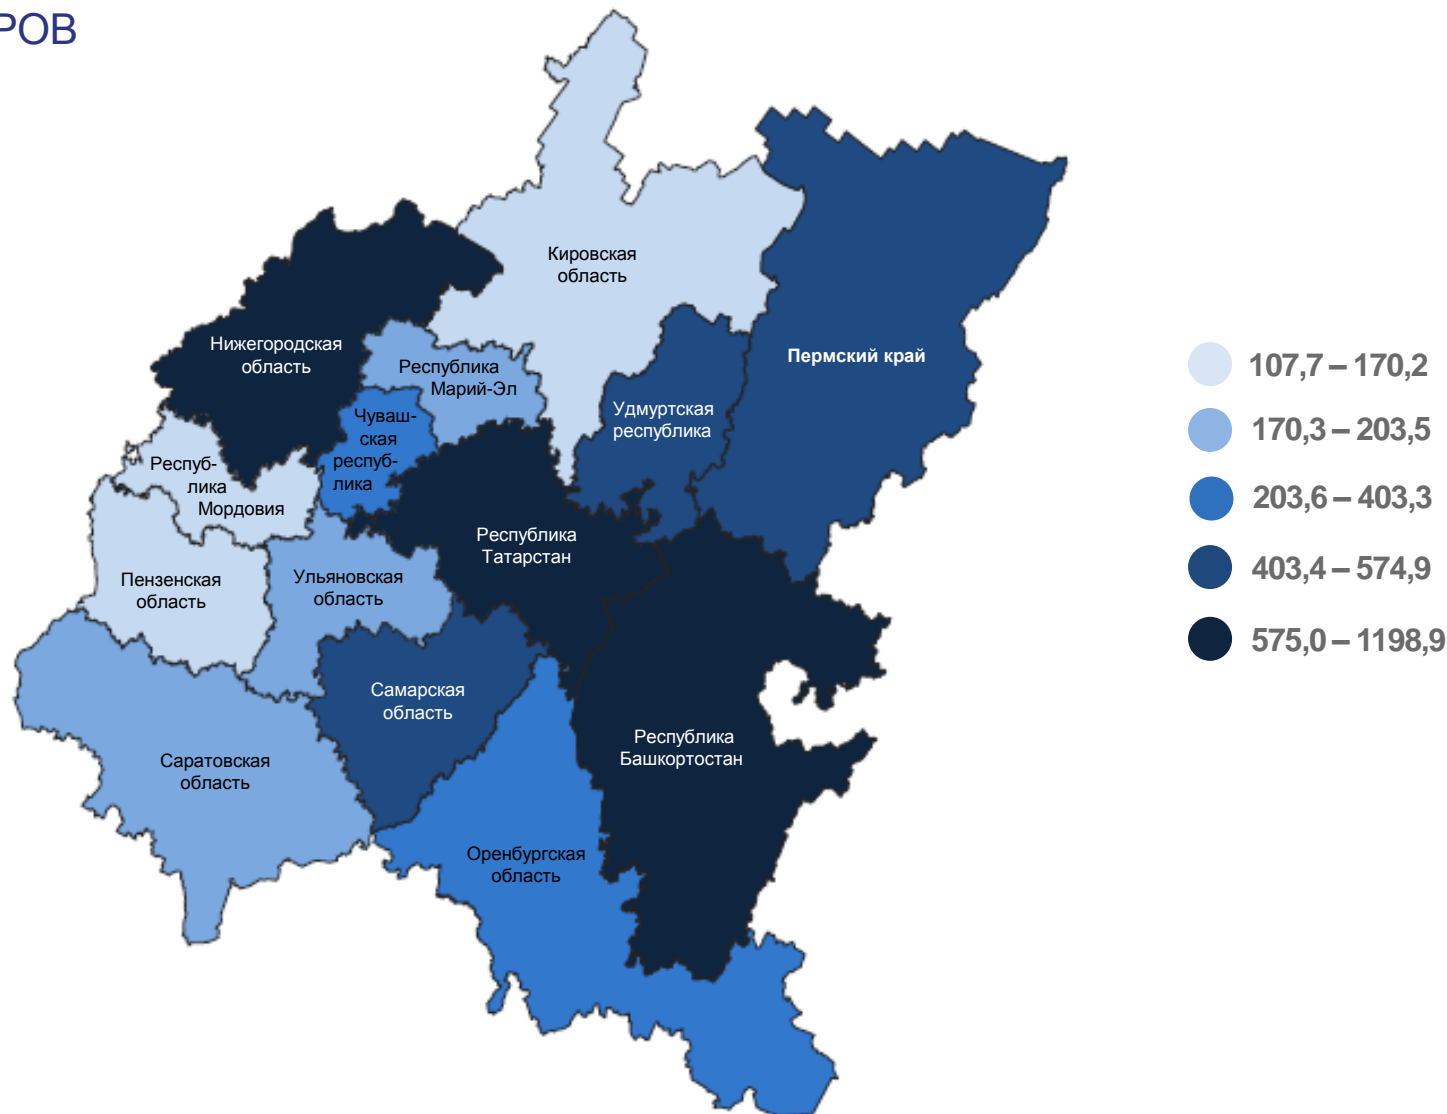 РОВ
Кировская
область
Нижегородская
область
Республика
Марий-Эл
Пермский край
Удмуртская
республика
Чуваш-
ская
респуб-
лика
Респуб-
лика
Мордовия
Республика
Татарстан
Пензенская
область
Ульяновская
область
Самарская
область
Республика
Башкортостан
Саратовская
область
Оренбургская
область
107,7 – 170,2
170,3 – 203,5
203,6 – 403,3
403,4 – 574,9
575,0 – 1198,9